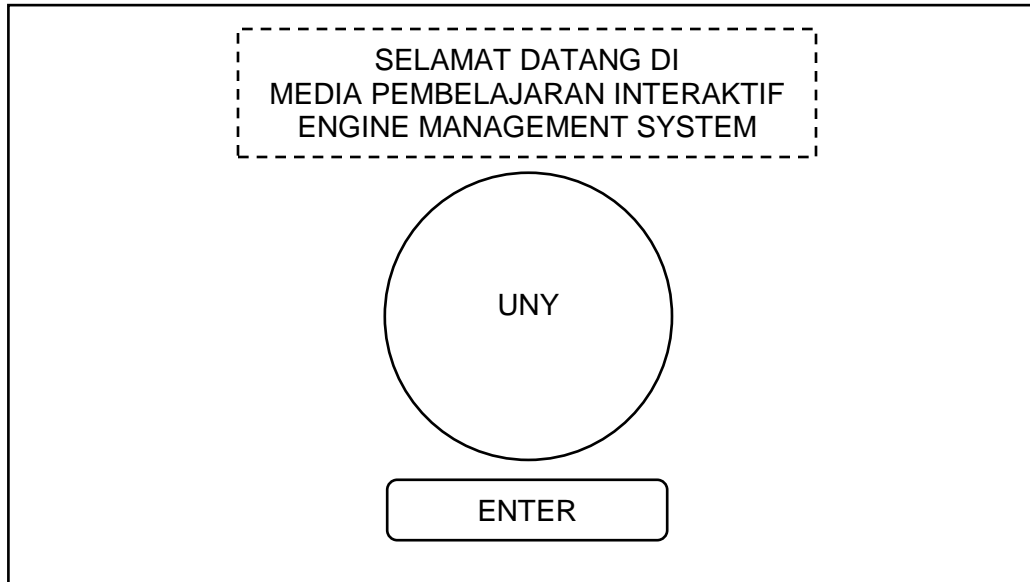 SELAMAT DATANG DI
MEDIA PEMBELAJARAN INTERAKTIF
ENGINE MANAGEMENT SYSTEM
UNY
ENTER